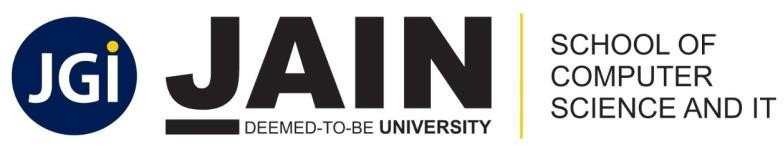 JGi
JAIN
DEEMED-TO-BE UNIVERSITY
SCHOOL OF
COMPUTER
SCIENCE AND IT